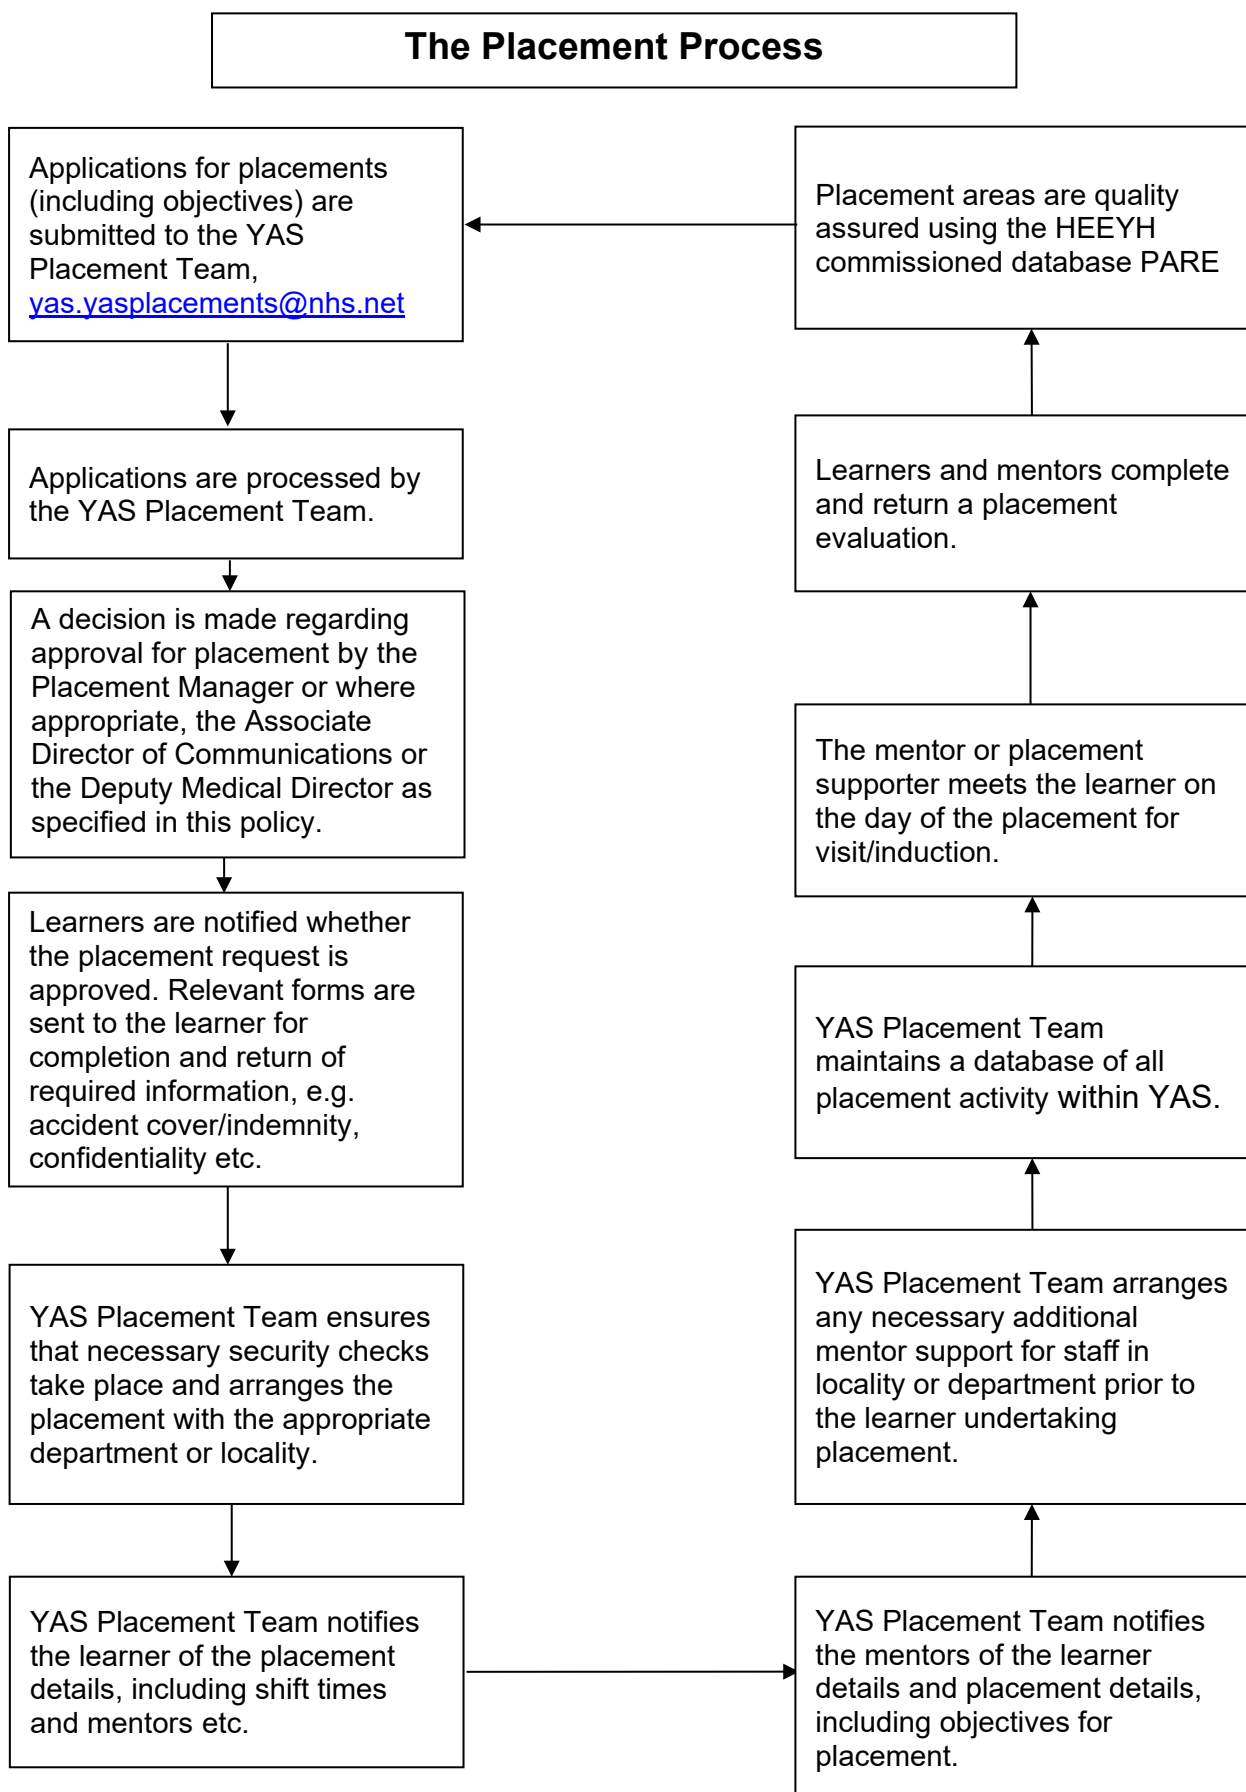 The Placement Process
Applications for placements
(including objectives) are
submitted to the YAS
Placement Team,
yas.yasplacements@nhs.net
Applications are processed by
the YAS Placement Team.
A decision is made regarding
approval for placement by the
Placement Manager or where
appropriate, the Associate
Director of Communications or
the Deputy Medical Director as
specified in this policy.
Learners are notified whether
the placement request is
approved. Relevant forms are
sent to the learner for
completion and return of
required information, e.g.
accident cover/indemnity,
confidentiality etc.
YAS Placement Team ensures
that necessary security checks
take place and arranges the
placement with the appropriate
department or locality.
YAS Placement Team notifies
the learner of the placement
details, including shift times
and mentors etc.
YAS Placement Team notifies
the mentors of the learner
details and placement details,
including objectives for
placement.
YAS Placement Team arranges
any necessary additional
mentor support for staff in
locality or department prior to
the learner undertaking
placement.
YAS Placement Team
maintains a database of all
placement activity within YAS.
The mentor or placement
supporter meets the learner on
the day of the placement for
visit/induction.
Learners and mentors complete
and return a placement
evaluation.
Placement areas are quality
assured using the HEEYH
commissioned database PARE